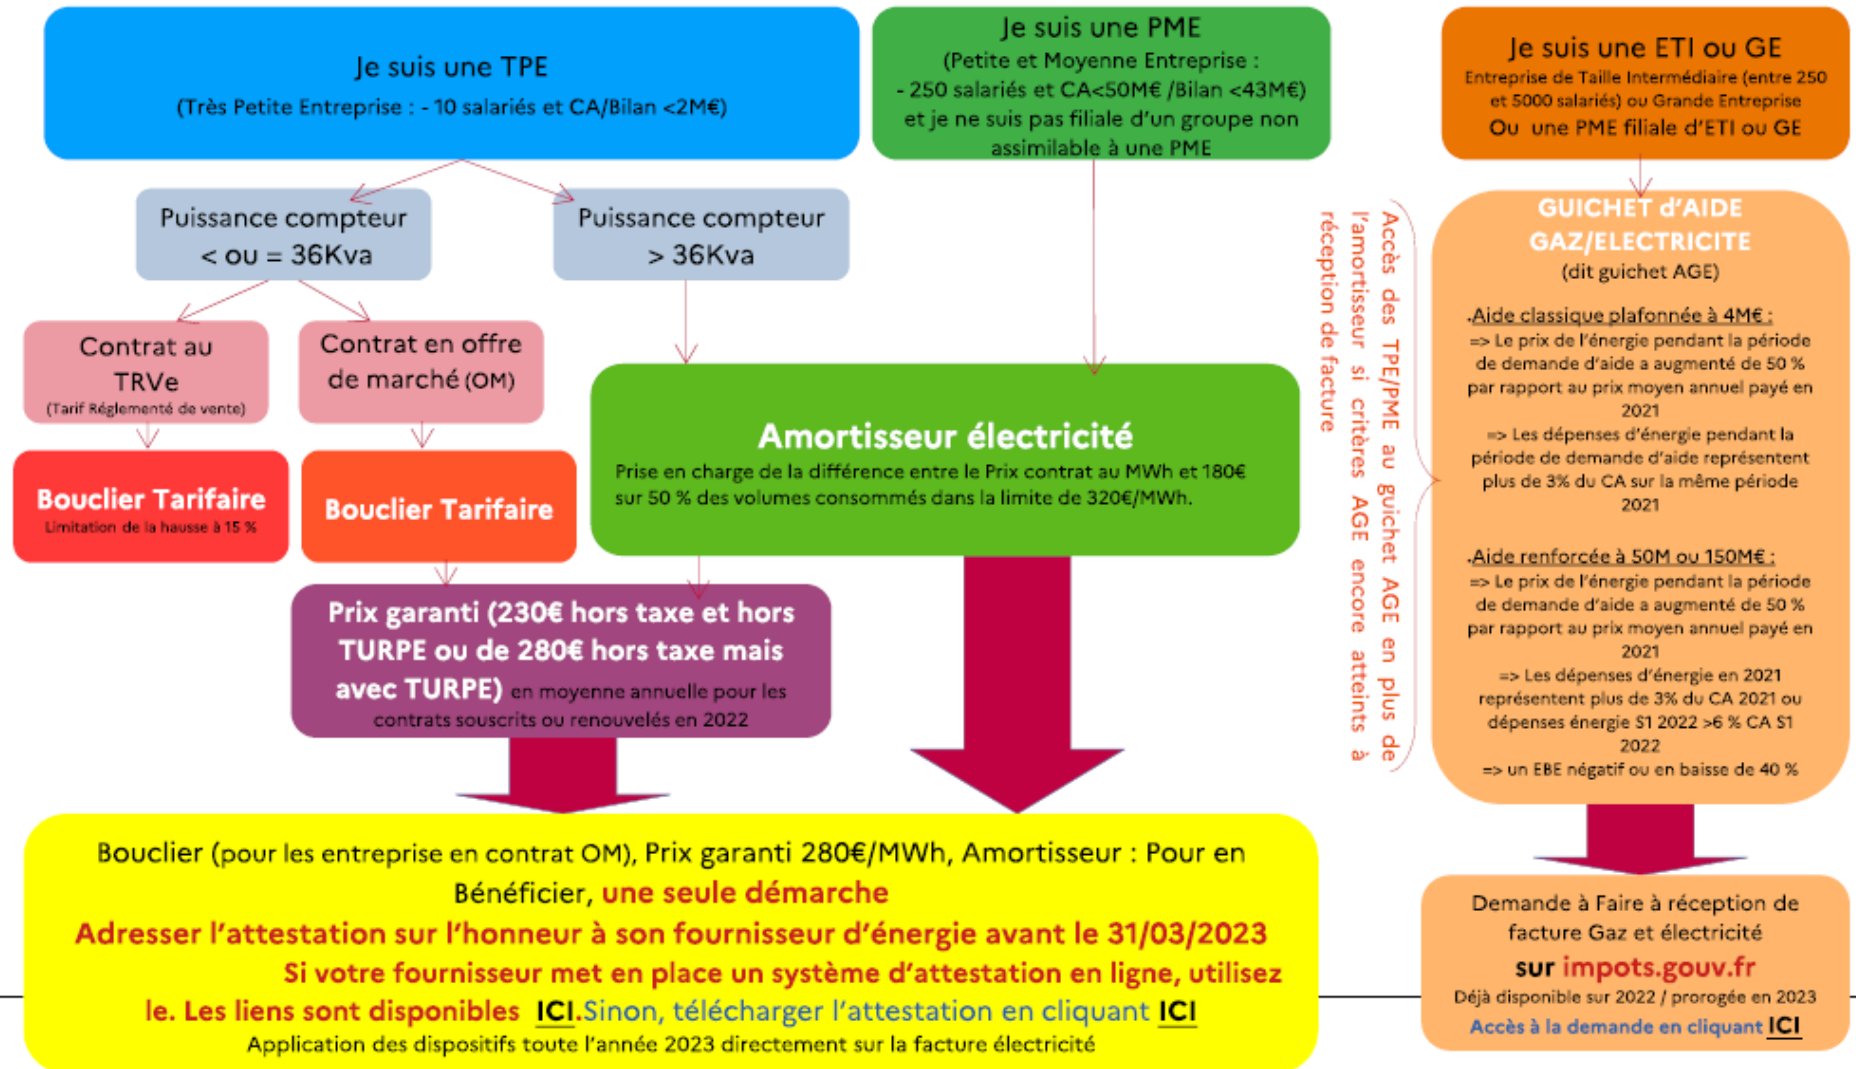 Je suis une TPE
(Très Petite Entreprise : - 10 salariés et CA/Bilan <2M€)
Je suis une PME
(Petite et Moyenne Entreprise :
- 250 salariés et CA<50M€ /Bilan <43M€)
et je ne suis pas filiale d'un groupe non
assimilable à une PME
Je suis une ETI ou GE
Entreprise de Taille Intermédiaire (entre 250
et 5000 salariés) ou Grande Entreprise
Ou une PME filiale d'ETI ou GE
Puissance compteur
< ou = 36Kva
Puissance compteur
> 36Kva
Contrat au
TRVe
(Tarif Réglementé de vente)
Contrat en offre
de marché (OM)
Bouclier Tarifaire
Limitation de la hausse à 15 %
Bouclier Tarifaire
Amortisseur électricité
Prise en charge de la différence entre le Prix contrat au MWh et 180€
sur 50 % des volumes consommés dans la limite de 320€/MWh.
Prix garanti (230€ hors taxe et hors
TURPE ou de 280€ hors taxe mais
avec TURPE) en moyenne annuelle pour les
contrats souscrits ou renouvelés en 2022
Accès des TPE/PME au guichet AGE en plus de
l'amortisseur si critères AGE encore atteints à
réception de facture
GUICHET d'AIDE
GAZ/ELECTRICITE
(dit guichet AGE)
.Aide classique plafonnée à 4M€ :
=> Le prix de l'énergie pendant la période
de demande d'aide a augmenté de 50 %
par rapport au prix moyen annuel payé en
2021
=> Les dépenses d'énergie pendant la
période de demande d'aide représentent
plus de 3% du CA sur la même période
2021
.Aide renforcée à 50M ou 150M€ :
=> Le prix de l'énergie pendant la période
de demande d'aide a augmenté de 50 %
par rapport au prix moyen annuel payé en
2021
=> Les dépenses d'énergie en 2021
représentent plus de 3% du CA 2021 ou
dépenses énergie S1 2022 >6 % CA S1
2022
=> un EBE négatif ou en baisse de 40 %
Bouclier (pour les entreprise en contrat OM), Prix garanti 280€/MWh, Amortisseur : Pour en
Bénéficier, une seule démarche
Adresser l'attestation sur l'honneur à son fournisseur d'énergie avant le 31/03/2023
Si votre fournisseur met en place un système d'attestation en ligne, utilisez
le. Les liens sont disponibles ICI.Sinon, télécharger l'attestation en cliquant ICI
Application des dispositifs toute l'année 2023 directement sur la facture électricité
Demande à Faire à réception de
facture Gaz et électricité
sur impots.gouv.fr
Déjà disponible sur 2022 / prorogée en 2023
Accès à la demande en cliquant ICI